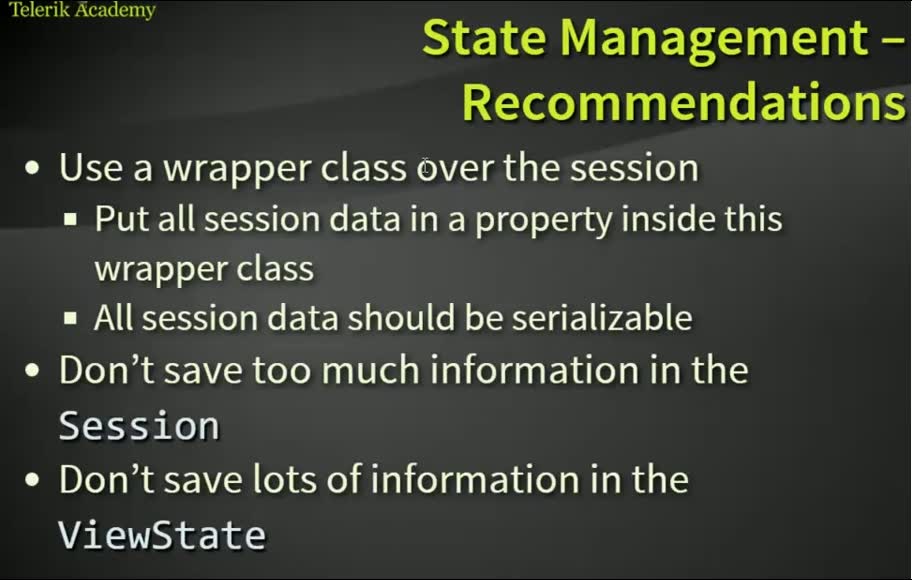 Telerik Academy
State Management –
Recommendations
• Use a wrapper class over the session
▪ Put all session data in a property inside this
wrapper class
▪ All session data should be serializable
• Don’t save too much information in the
Session
• Don’t save lots of information in the
ViewState